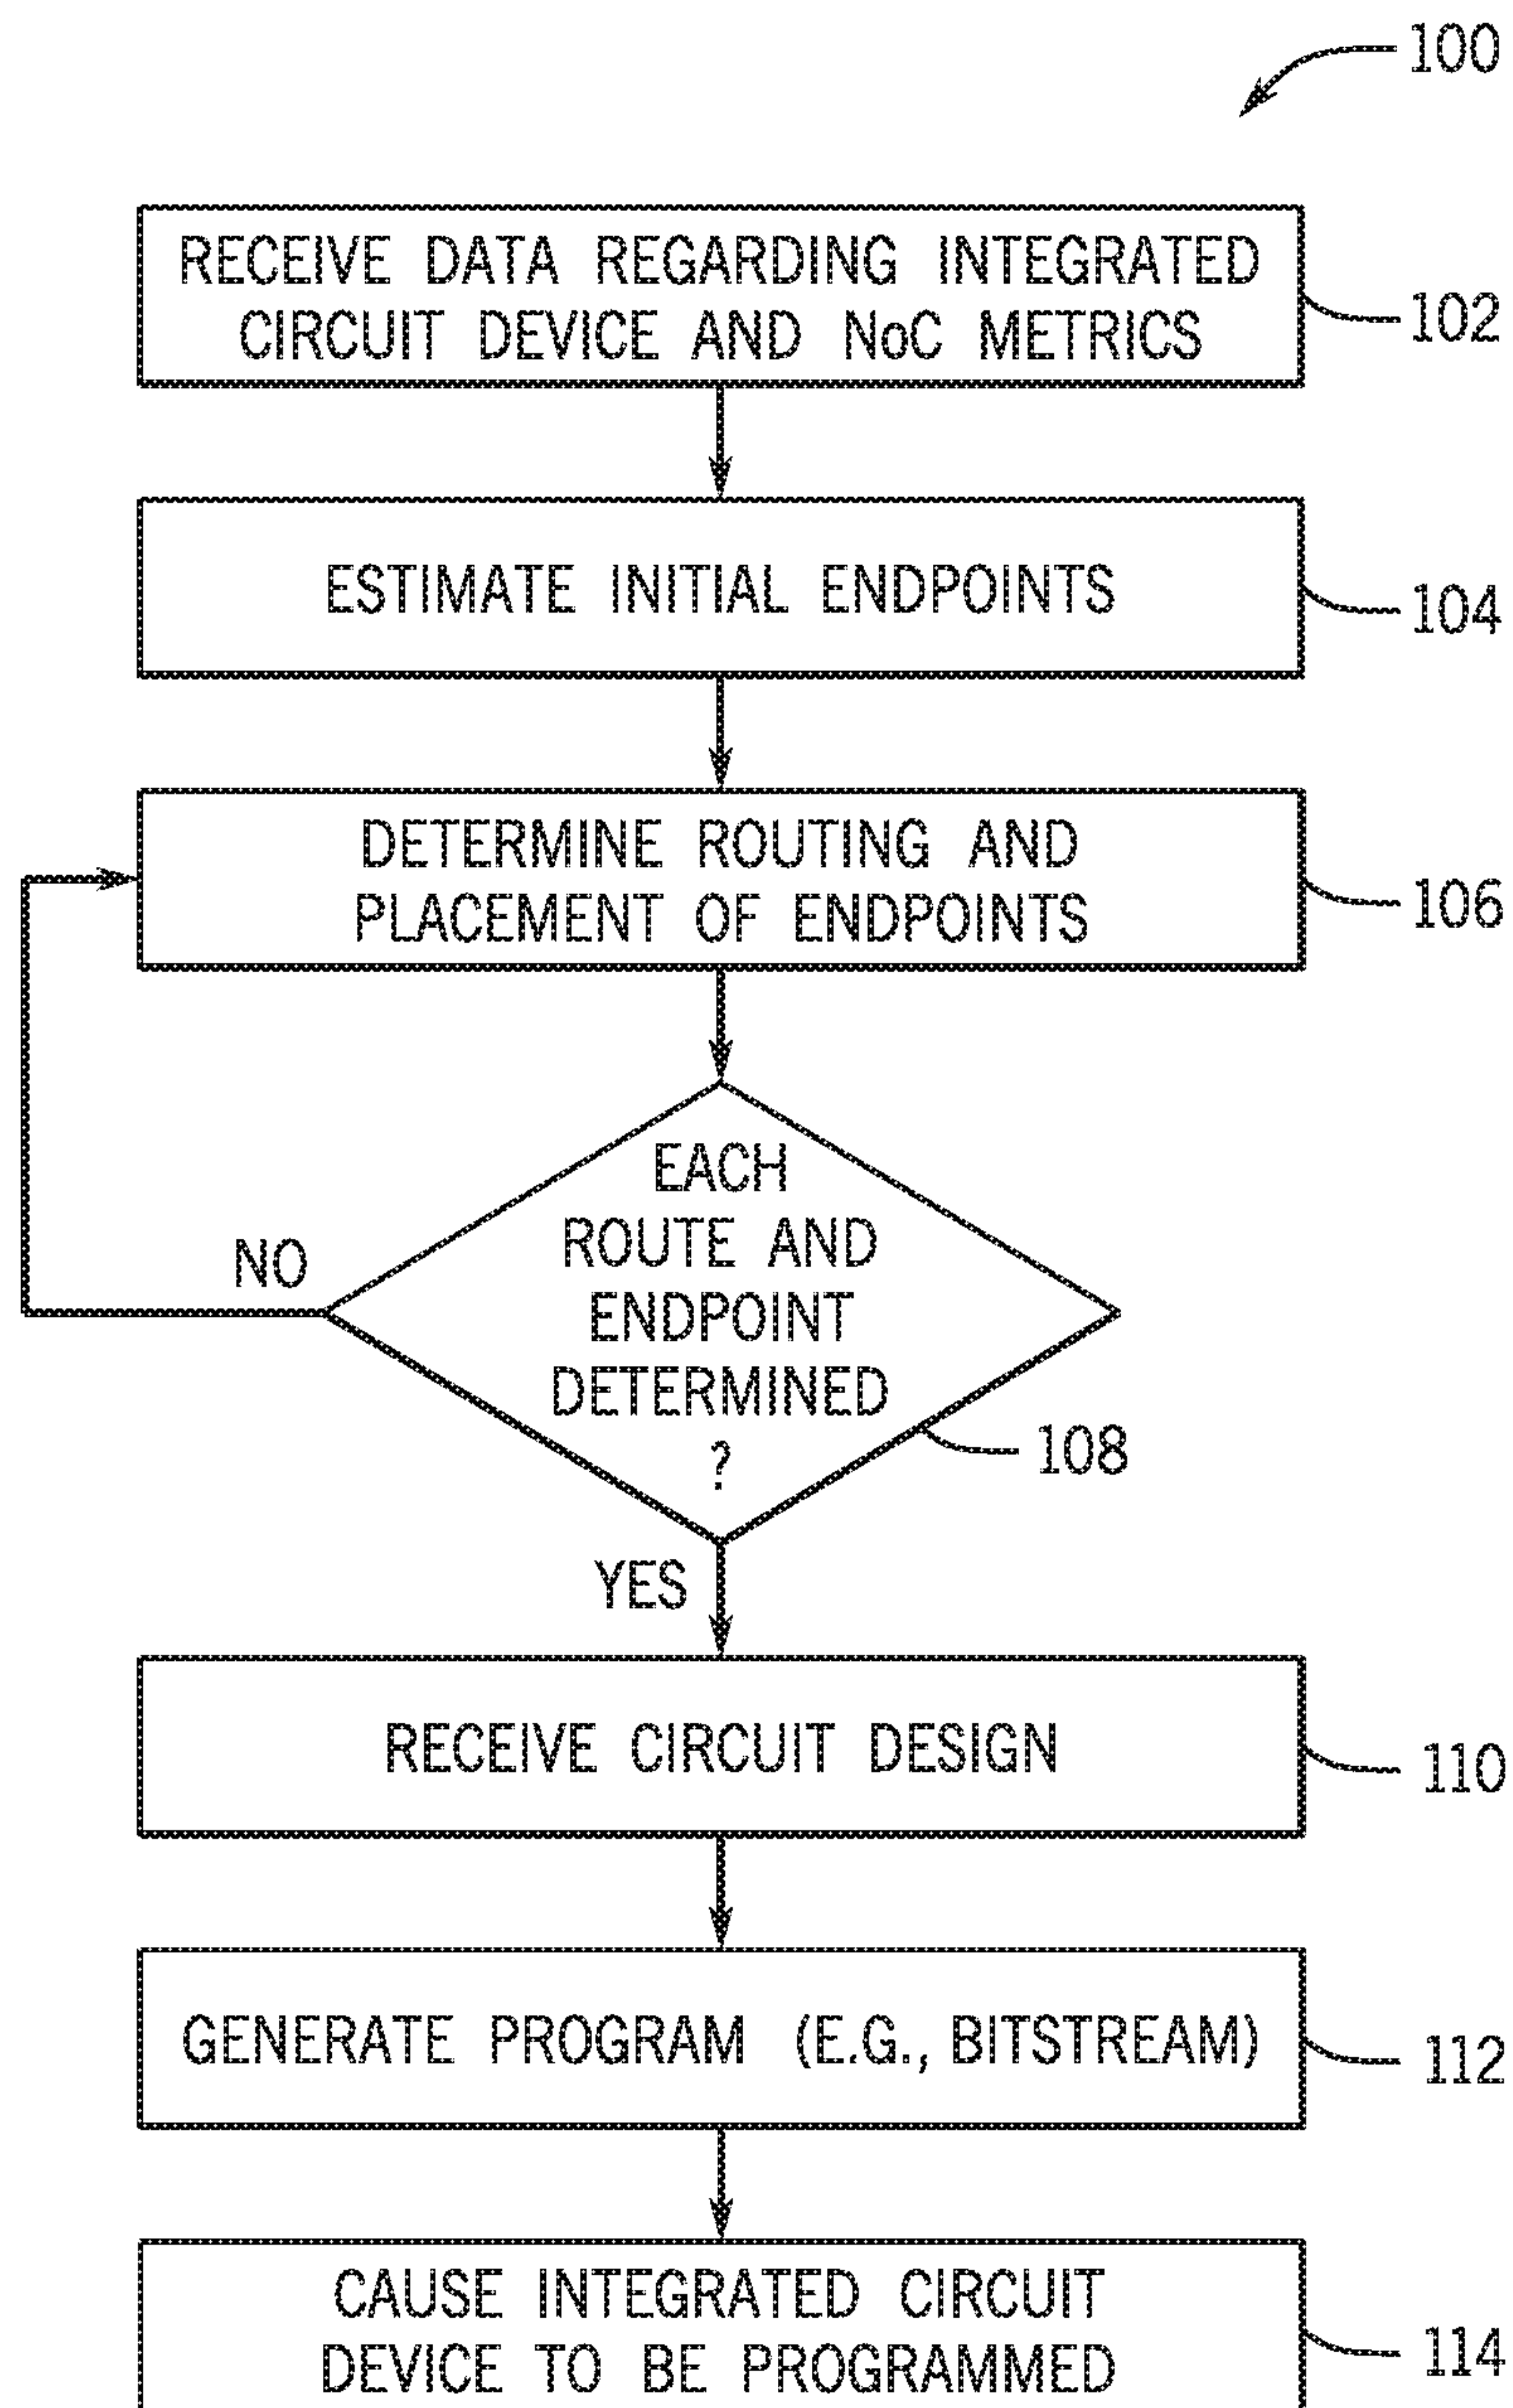 100
RECEIVE DATA REGARDING INTEGRATED
CIRCUIT DEVICE AND NoC METRICS
102
ESTIMATE INITIAL ENDPOINTS
104
DETERMINE ROUTING AND
PLACEMENT OF ENDPOINTS
106
EACH
ROUTE AND
ENDPOINT
DETERMINED
?
NO
108
YES
RECEIVE CIRCUIT DESIGN
110
GENERATE PROGRAM (E.G., BITSTREAM)
112
CAUSE INTEGRATED CIRCUIT
DEVICE TO BE PROGRAMMED
114